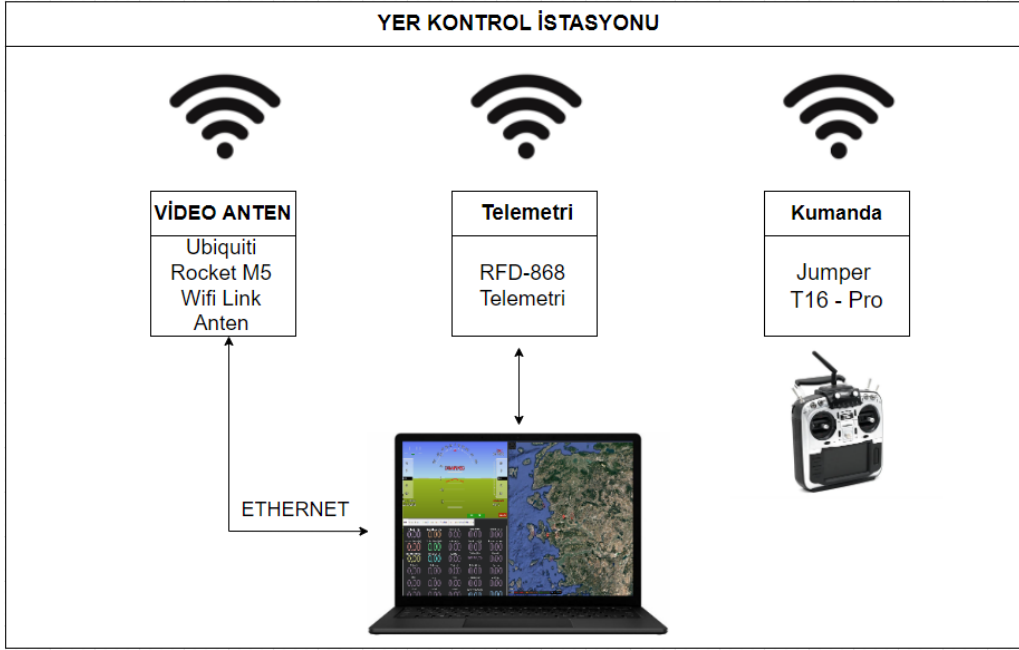 YER KONTROL İSTASYONU
VİDEO ANTEN
Ubiquiti
Rocket M5
Wifi Link
Anten
Telemetri
RFD-868
Telemetri
Kumanda
Jumper
T16 - Pro
ETHERNET